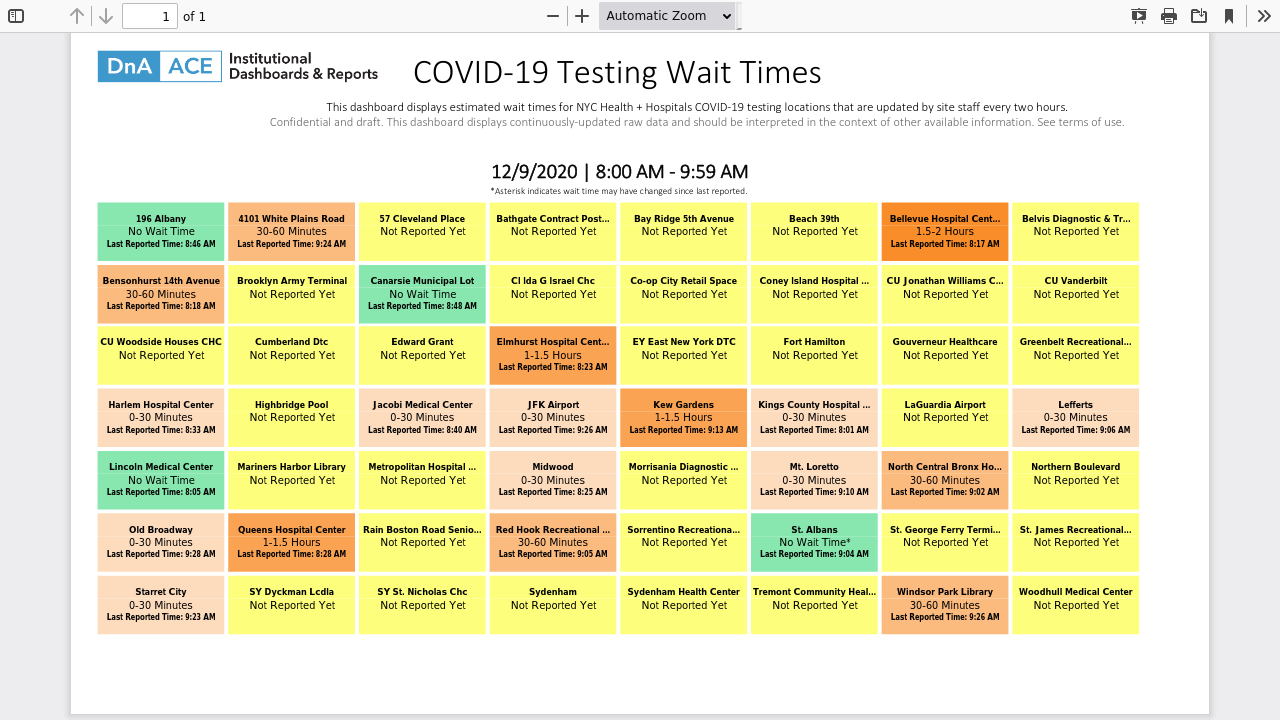 1 of 1
Automatic Zoom
DnA ACE Institutional Dashboards & Reports
COVID-19 Testing Wait Times
This dashboard displays estimated wait times for NYC Health + Hospitals COVID-19 testing locations that are updated by site staff every two hours.
Confidential and draft. This dashboard displays continuously-updated raw data and should be interpreted in the context of other available information. See terms of use.
12/9/2020 | 8:00 AM - 9:59 AM
*Asterisk indicates wait time may have changed since last reported.
196 Albany
No Wait Time
Last Reported Time: 8:46 AM
4101 White Plains Road
30-60 Minutes
Last Reported Time: 9:24 AM
57 Cleveland Place
Not Reported Yet
Bathgate Contract Post...
Not Reported Yet
Bay Ridge 5th Avenue
Not Reported Yet
Beach 39th
Not Reported Yet
Bellevue Hospital Cent...
1.5-2 Hours
Last Reported Time: 8:17 AM
Belvis Diagnostic & Tr...
Not Reported Yet
Bensonhurst 14th Avenue
30-60 Minutes
Last Reported Time: 8:18 AM
Brooklyn Army Terminal
Not Reported Yet
Canarsie Municipal Lot
No Wait Time
Last Reported Time: 8:48 AM
CI Ida G Israel Chc
Not Reported Yet
Co-op City Retail Space
Not Reported Yet
Coney Island Hospital ...
Not Reported Yet
CU Jonathan Williams C...
Not Reported Yet
CU Vanderbilt
Not Reported Yet
CU Woodside Houses CHC
Not Reported Yet
Cumberland Dtc
Not Reported Yet
Edward Grant
Not Reported Yet
Elmhurst Hospital Cent...
1-1.5 Hours
Last Reported Time: 8:23 AM
EY East New York DTC
Not Reported Yet
Fort Hamilton
Not Reported Yet
Gouverneur Healthcare
Not Reported Yet
Greenbelt Recreational...
Not Reported Yet
Harlem Hospital Center
0-30 Minutes
Last Reported Time: 8:33 AM
Highbridge Pool
Not Reported Yet
Jacobi Medical Center
0-30 Minutes
Last Reported Time: 8:40 AM
JFK Airport
0-30 Minutes
Last Reported Time: 9:26 AM
Kew Gardens
1-1.5 Hours
Last Reported Time: 9:13 AM
Kings County Hospital ...
0-30 Minutes
Last Reported Time: 8:01 AM
LaGuardia Airport
Not Reported Yet
Lefferts
0-30 Minutes
Last Reported Time: 9:06 AM
Lincoln Medical Center
No Wait Time
Last Reported Time: 8:05 AM
Mariners Harbor Library
Not Reported Yet
Metropolitan Hospital ...
Not Reported Yet
Midwood
0-30 Minutes
Last Reported Time: 8:25 AM
Morrisania Diagnostic ...
Not Reported Yet
Mt. Loretto
0-30 Minutes
Last Reported Time: 9:10 AM
North Central Bronx Ho...
30-60 Minutes
Last Reported Time: 9:02 AM
Northern Boulevard
Not Reported Yet
Old Broadway
0-30 Minutes
Last Reported Time: 9:28 AM
Queens Hospital Center
1-1.5 Hours
Last Reported Time: 8:28 AM
Rain Boston Road Senio...
Not Reported Yet
Red Hook Recreational ...
30-60 Minutes
Last Reported Time: 9:05 AM
Sorrentino Recreationa...
Not Reported Yet
St. Albans
No Wait Time*
Last Reported Time: 9:04 AM
St. George Ferry Termi...
Not Reported Yet
St. James Recreational...
Not Reported Yet
Starret City
0-30 Minutes
Last Reported Time: 9:23 AM
SY Dyckman Lcdla
Not Reported Yet
SY St. Nicholas Chc
Not Reported Yet
Sydenham
Not Reported Yet
Sydenham Health Center
Not Reported Yet
Tremont Community Heal...
Not Reported Yet
Windsor Park Library
30-60 Minutes
Last Reported Time: 9:26 AM
Woodhull Medical Center
Not Reported Yet